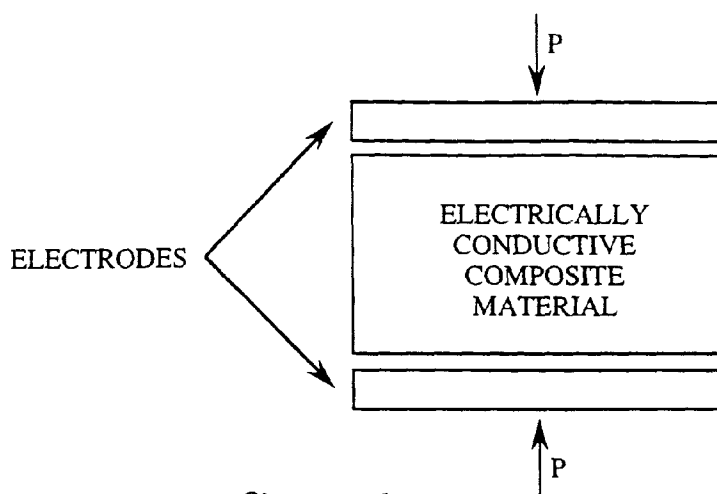 P
ELECTRICALLY
CONDUCTIVE
COMPOSITE
MATERIAL
ELECTRODES
P